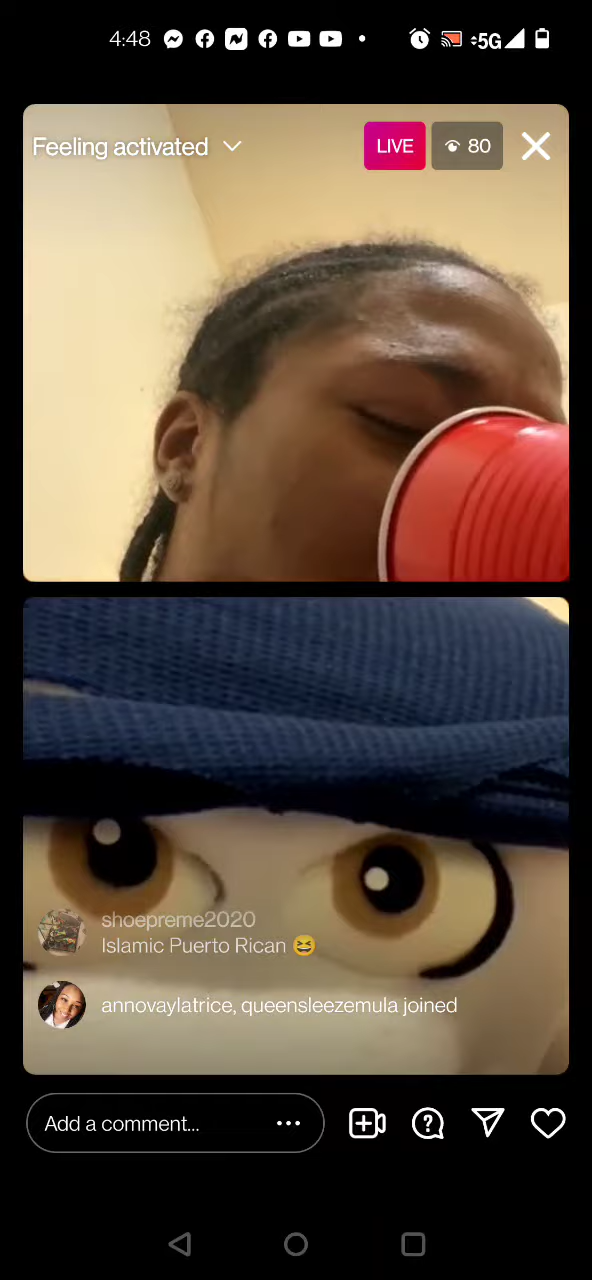 4:48
5G
Feeling activated
LIVE
80
shoepreme2020
Islamic Puerto Rican 😆
annovaylatrice, queensleezemula joined
Add a comment...